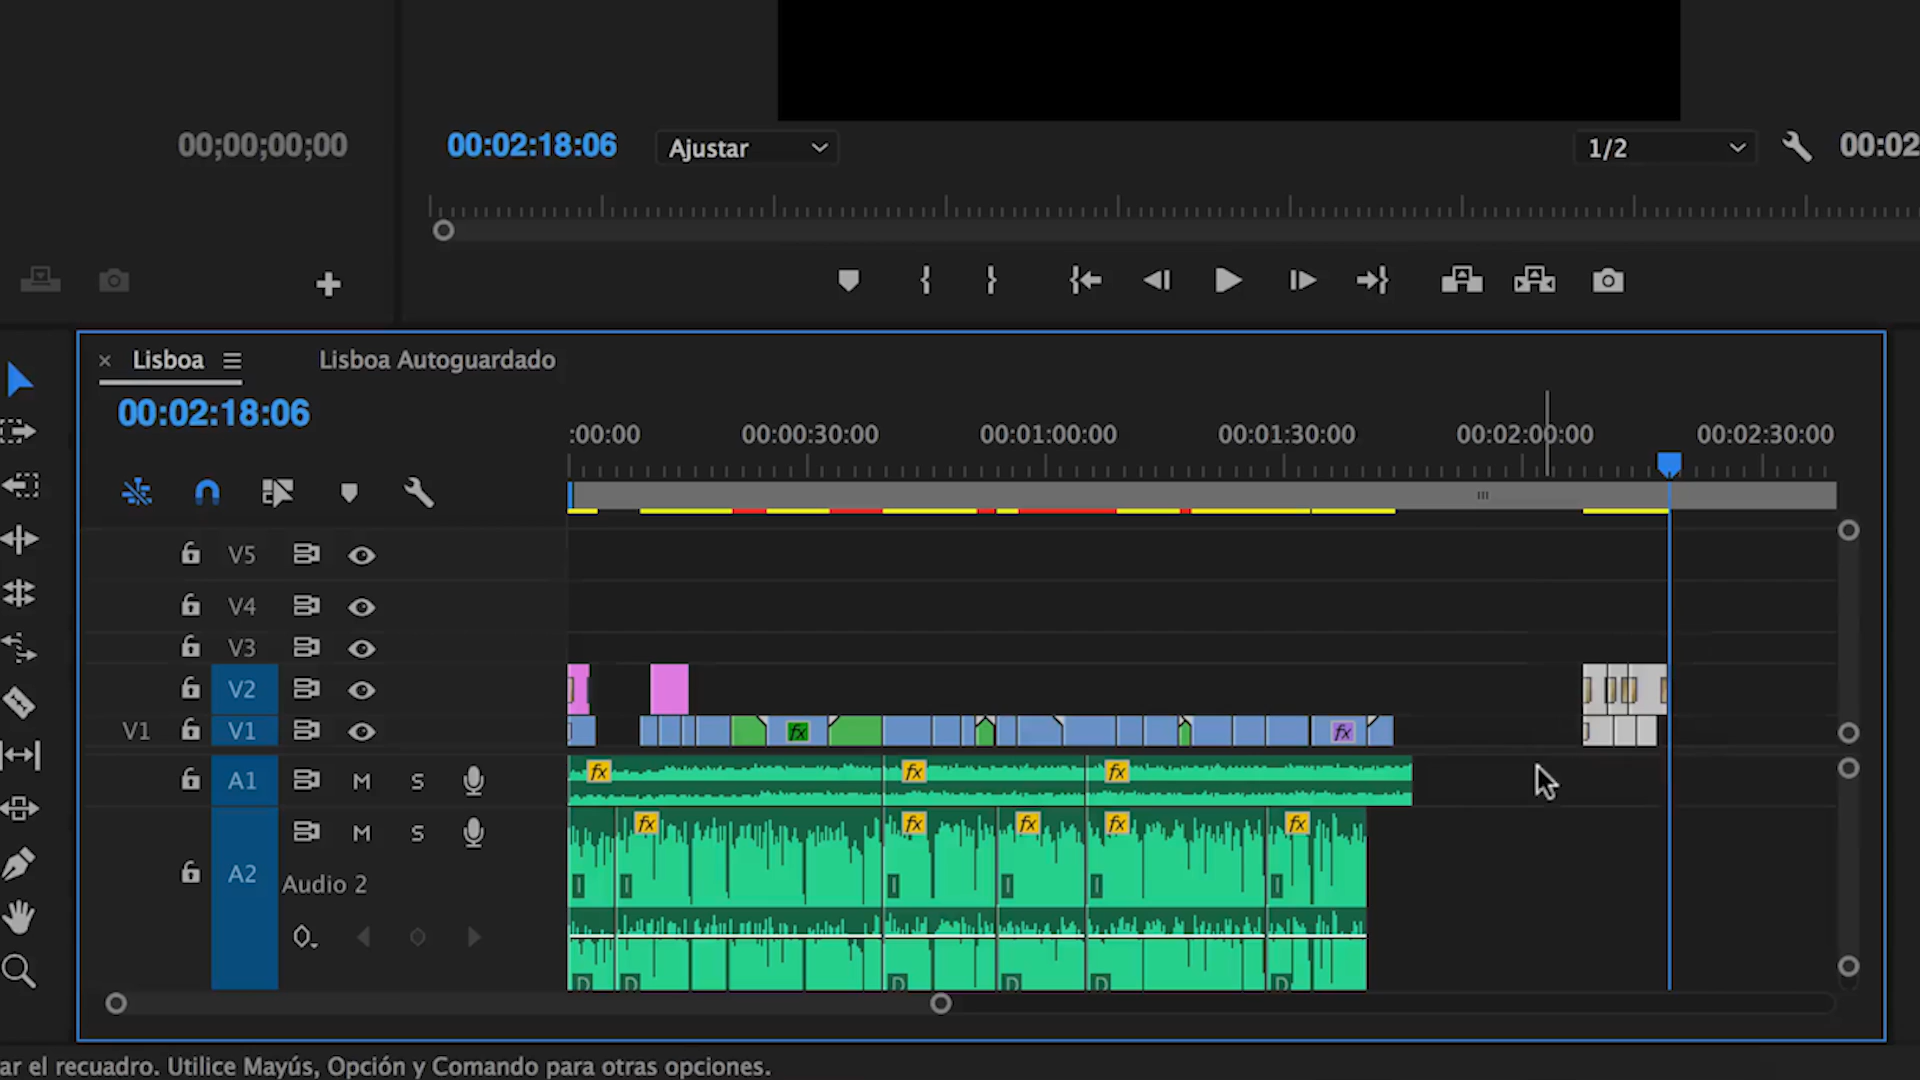 00;00;00;00
00:02:18:06
Ajustar
1/2
00:02
Lisboa
Lisboa Autoguardado
00:02:18:06
:00:00
00:00:30:00
00:01:00:00
00:01:30:00
00:02:00:00
00:02:30:00
V5
V4
V3
V2
V1
V1
fx
fx
A1
M
S
fx
fx
fx
M
S
fx
fx
fx
fx
fx
A2
Audio 2
I
I
I
I
I
I
D
D
D
D
D
D
ar el recuadro. Utilice Mayús, Opción y Comando para otras opciones.